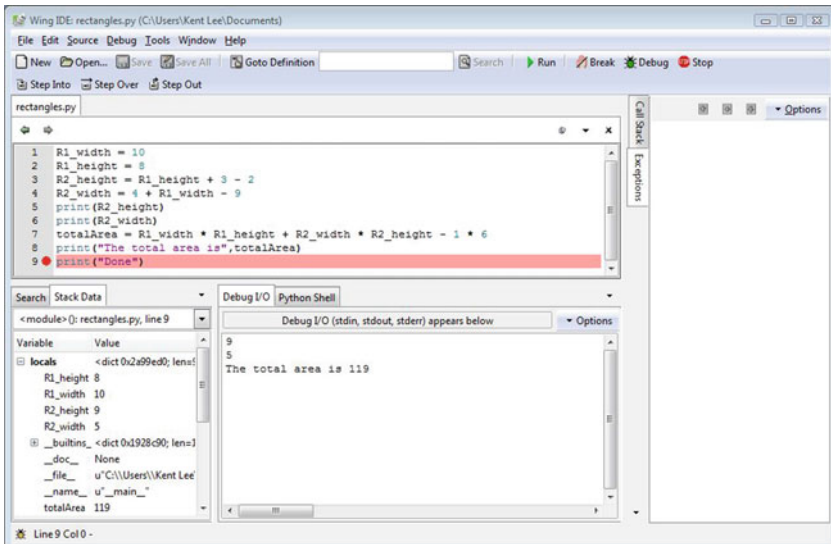 Wing IDE: rectangles.py (C:\Users\Kent Lee\Documents)
File Edit Source Debug Tools Window Help
New Open... Save Save All Goto Definition Search Run Break Debug Stop
Step Into Step Over Step Out
rectangles.py
1 R1_width = 10
2 R1_height = 8
3 R2_height = R1_height + 3 - 2
4 R2_width = 4 + R1_width - 9
5 print(R2_height)
6 print(R2_width)
7 totalArea = R1_width * R1_height + R2_width * R2_height - 1 * 6
8 print("The total area is",totalArea)
9 print("Done")
Call Stack
Exceptions
Options
Search Stack Data
<module>(): rectangles.py, line 9
Variable Value
locals <dict 0x2a99ed0; len=
R1_height 8
R1_width 10
R2_height 9
R2_width 5
__builtins_ <dict 0x1928c90; len=1
__doc__ None
__file__ u"C:\\Users\\Kent Lee
__name__ u"__main__"
totalArea 119
Debug I/O Python Shell
Debug I/O (stdin, stdout, stderr) appears below
Options
9
5
The total area is 119
Line 9 Col 0 -